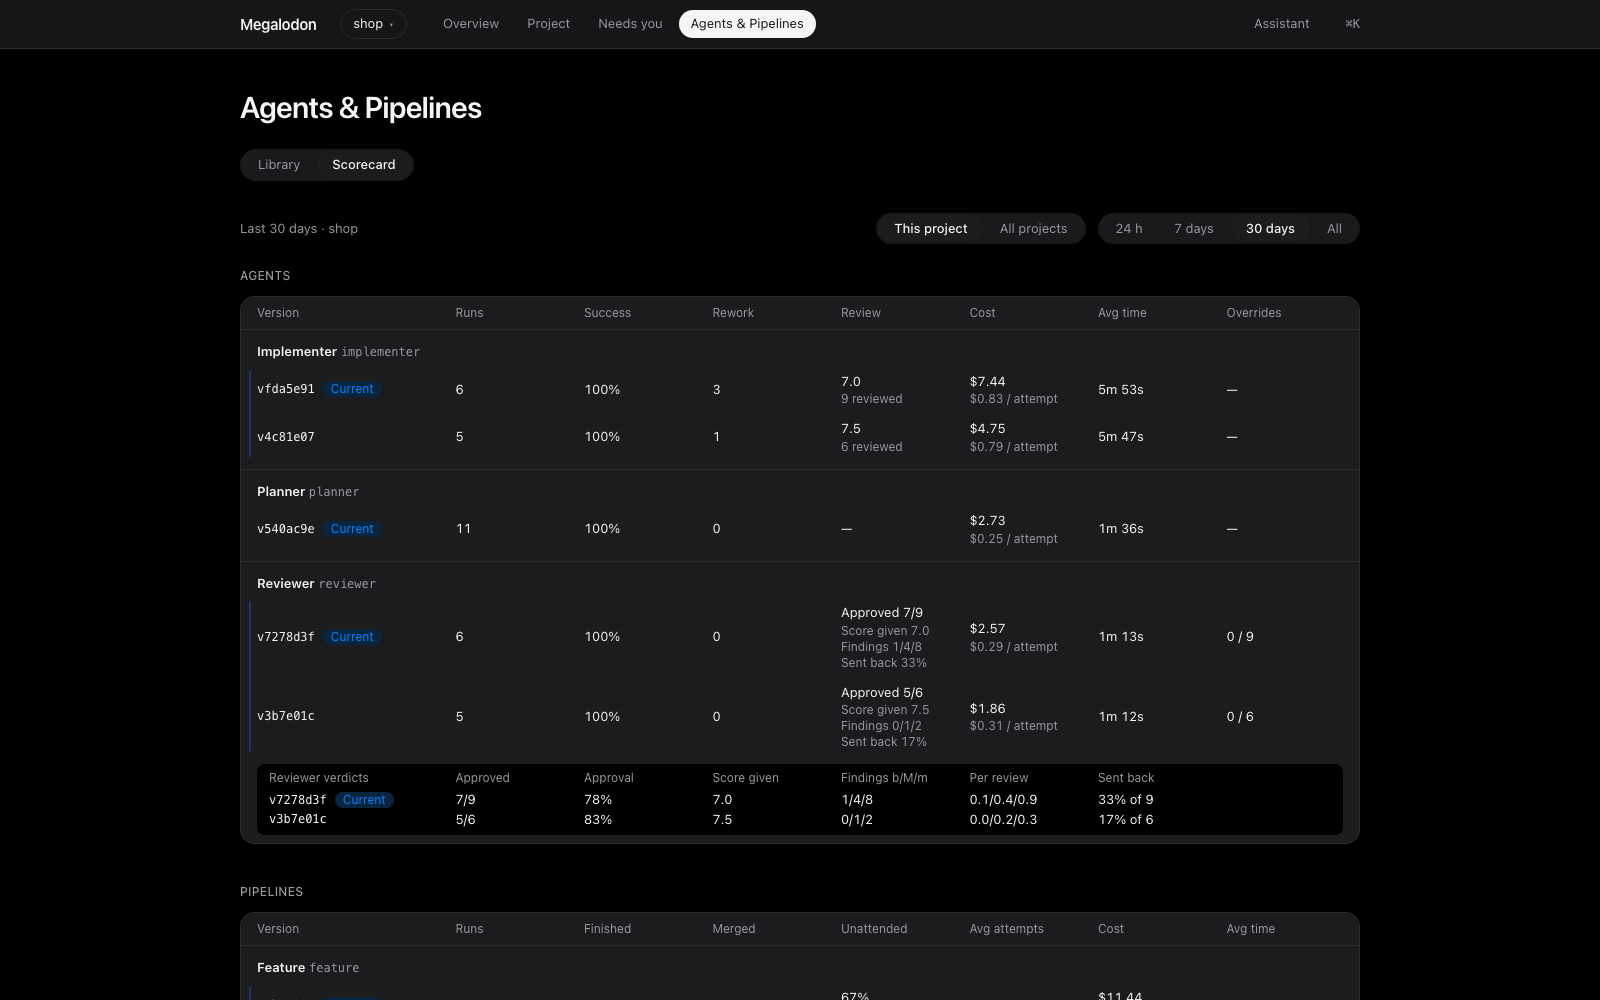 Megalodon shop Overview Project Needs you Agents & Pipelines Assistant ⌘K
Agents & Pipelines
Library Scorecard
Last 30 days · shop This project All projects 24 h 7 days 30 days All
AGENTS
Version Runs Success Rework Review Cost Avg time Overrides
Implementer implementer
vfda5e91 Current 6 100% 3 7.0 9 reviewed $7.44 $0.83 / attempt 5m 53s —
v4c81e07 5 100% 1 7.5 6 reviewed $4.75 $0.79 / attempt 5m 47s —
Planner planner
v540ac9e Current 11 100% 0 — $2.73 $0.25 / attempt 1m 36s —
Reviewer reviewer
v7278d3f Current 6 100% 0 Approved 7/9 Score given 7.0 Findings 1/4/8 Sent back 33% $2.57 $0.29 / attempt 1m 13s 0 / 9
v3b7e01c 5 100% 0 Approved 5/6 Score given 7.5 Findings 0/1/2 Sent back 17% $1.86 $0.31 / attempt 1m 12s 0 / 6
Reviewer verdicts Approved Approval Score given Findings b/M/m Per review Sent back
v7278d3f Current 7/9 78% 7.0 1/4/8 0.1/0.4/0.9 33% of 9
v3b7e01c 5/6 83% 7.5 0/1/2 0.0/0.2/0.3 17% of 6
PIPELINES
Version Runs Finished Merged Unattended Avg attempts Cost Avg time
Feature feature
67% $11.44